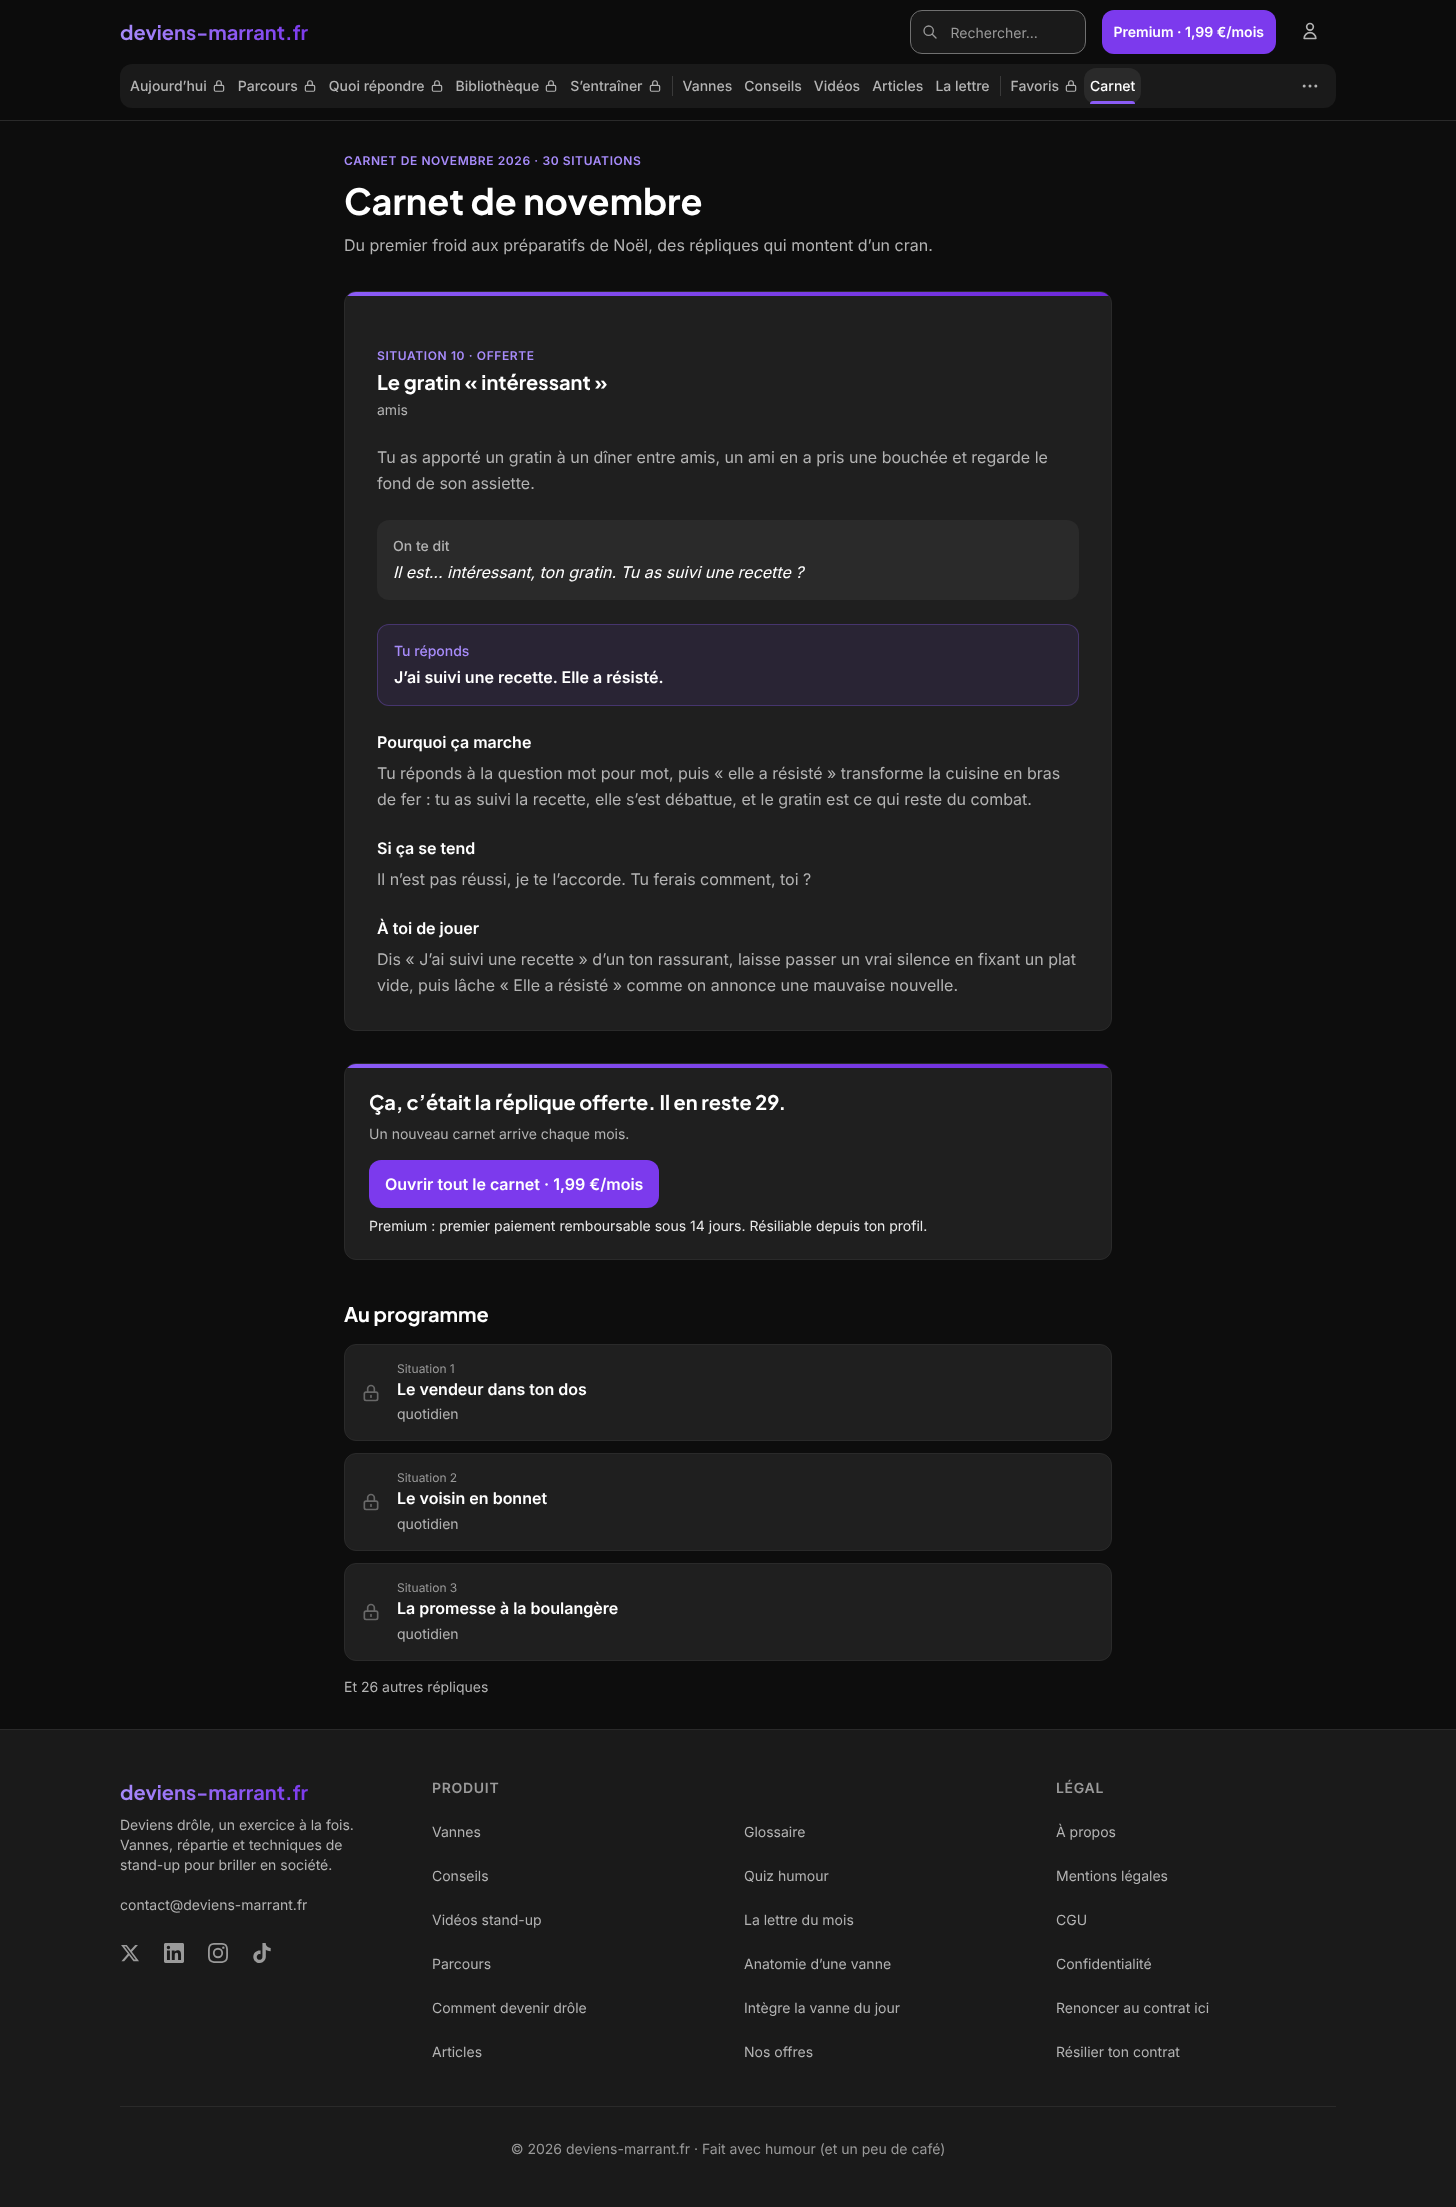 deviens-marrant.fr
Rechercher...
Premium · 1,99 €/mois
Aujourd’hui
Parcours
Quoi répondre
Bibliothèque
S’entraîner
Vannes
Conseils
Vidéos
Articles
La lettre
Favoris
Carnet
CARNET DE NOVEMBRE 2026 · 30 SITUATIONS
Carnet de novembre
Du premier froid aux préparatifs de Noël, des répliques qui montent d’un cran.
SITUATION 10 · OFFERTE
Le gratin « intéressant »
amis
Tu as apporté un gratin à un dîner entre amis, un ami en a pris une bouchée et regarde le
fond de son assiette.
On te dit
Il est... intéressant, ton gratin. Tu as suivi une recette ?
Tu réponds
J’ai suivi une recette. Elle a résisté.
Pourquoi ça marche
Tu réponds à la question mot pour mot, puis « elle a résisté » transforme la cuisine en bras
de fer : tu as suivi la recette, elle s’est débattue, et le gratin est ce qui reste du combat.
Si ça se tend
Il n’est pas réussi, je te l’accorde. Tu ferais comment, toi ?
À toi de jouer
Dis « J’ai suivi une recette » d’un ton rassurant, laisse passer un vrai silence en fixant un plat
vide, puis lâche « Elle a résisté » comme on annonce une mauvaise nouvelle.
Ça, c’était la réplique offerte. Il en reste 29.
Un nouveau carnet arrive chaque mois.
Ouvrir tout le carnet · 1,99 €/mois
Premium : premier paiement remboursable sous 14 jours. Résiliable depuis ton profil.
Au programme
Situation 1
Le vendeur dans ton dos
quotidien
Situation 2
Le voisin en bonnet
quotidien
Situation 3
La promesse à la boulangère
quotidien
Et 26 autres répliques
deviens-marrant.fr
Deviens drôle, un exercice à la fois.
Vannes, répartie et techniques de
stand-up pour briller en société.
contact@deviens-marrant.fr
PRODUIT
Vannes
Conseils
Vidéos stand-up
Parcours
Comment devenir drôle
Articles
Glossaire
Quiz humour
La lettre du mois
Anatomie d’une vanne
Intègre la vanne du jour
Nos offres
LÉGAL
À propos
Mentions légales
CGU
Confidentialité
Renoncer au contrat ici
Résilier ton contrat
© 2026 deviens-marrant.fr · Fait avec humour (et un peu de café)